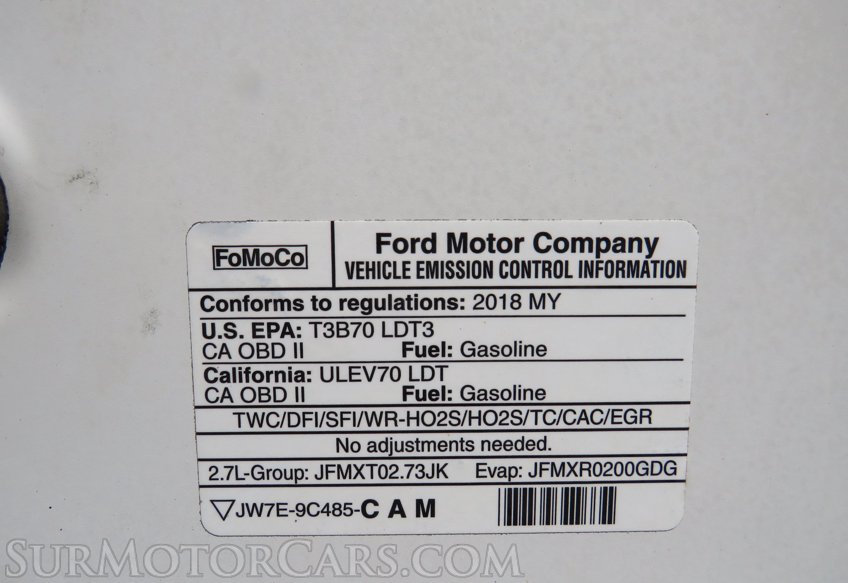 FoMoCo
Ford Motor Company
VEHICLE EMISSION CONTROL INFORMATION
Conforms to regulations: 2018 MY
U.S. EPA: T3B70 LDT3
CA OBD II Fuel: Gasoline
California: ULEV70 LDT
CA OBD II Fuel: Gasoline
TWC/DFI/SFI/WR-HO2S/HO2S/TC/CAC/EGR
No adjustments needed.
2.7L-Group: JFMXT02.73JK Evap: JFMXR0200GDG
▽JW7E-9C485-C A M
SurMotorCars.com